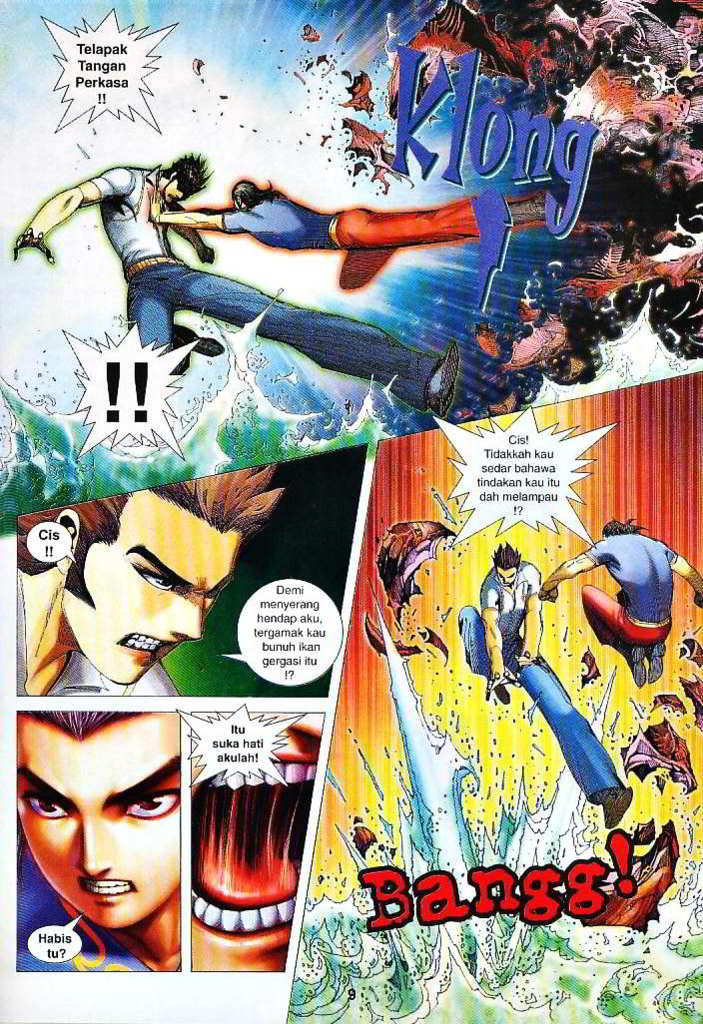 Telapak
Tangan
Perkasa
!!
Klong
!
!!
Cis
!!
Demi
menyerang
hendap aku,
tergamak kau
bunuh ikan
gergasi itu
!?
Cis!
Tidakkah kau
sedar bahawa
tindakan kau itu
dah melampau
!?
Habis
tu?
Itu
suka hati
akulah!
Bangg!
9